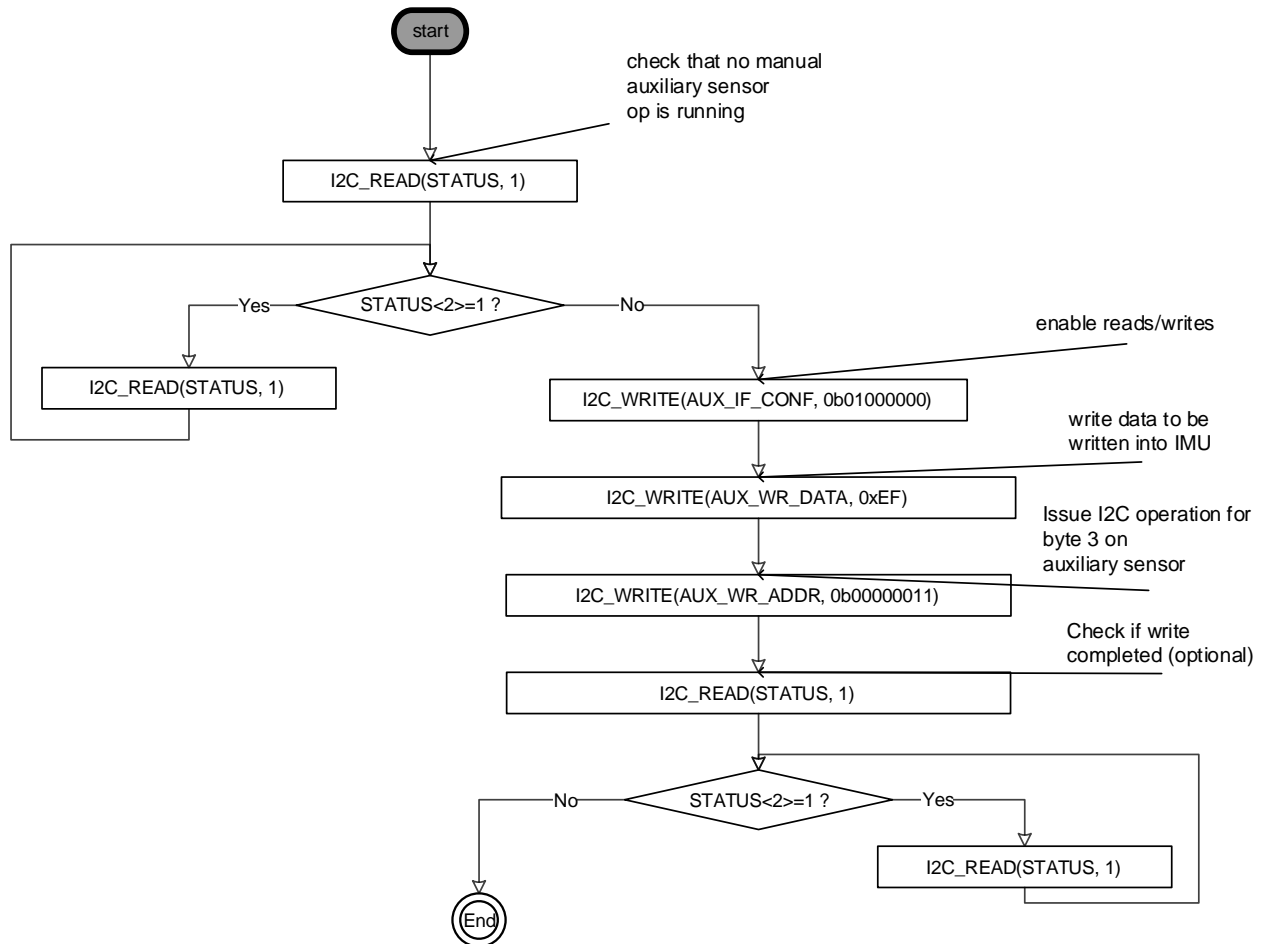 start
check that no manual
auxiliary sensor
op is running
I2C_READ(STATUS, 1)
STATUS<2>=1 ?
Yes
No
I2C_READ(STATUS, 1)
enable reads/writes
I2C_WRITE(AUX_IF_CONF, 0b01000000)
write data to be
written into IMU
I2C_WRITE(AUX_WR_DATA, 0xEF)
Issue I2C operation for
byte 3 on
auxiliary sensor
I2C_WRITE(AUX_WR_ADDR, 0b00000011)
Check if write
completed (optional)
I2C_READ(STATUS, 1)
STATUS<2>=1 ?
No
Yes
I2C_READ(STATUS, 1)
End